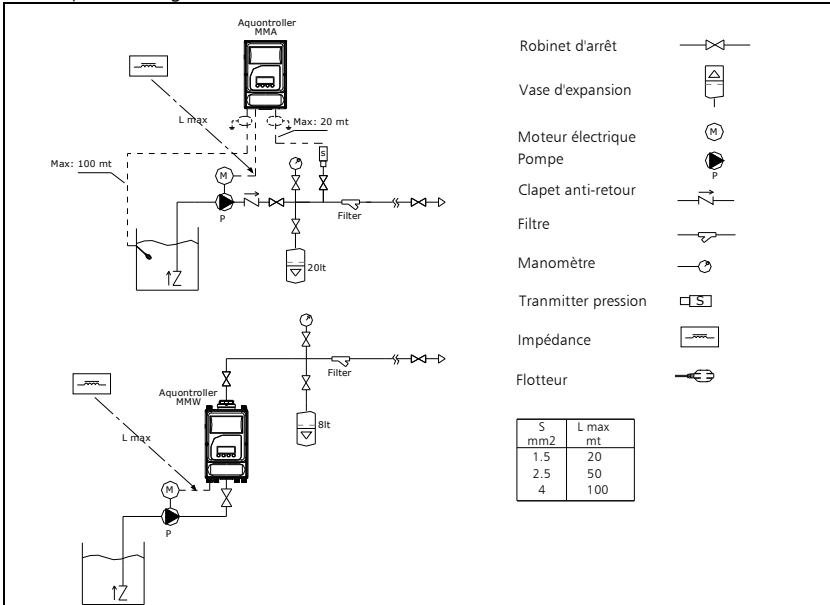 Aquontroller
MMA
L max
Max: 20 mt
S
Max: 100 mt
M
P
Filter
20lt
Aquontroller
MMW
L max
Filter
8lt
M
P
Robinet d'arrêt
Vase d'expansion
Moteur électrique
M
Pompe
P
Clapet anti-retour
Filtre
Manomètre
Tranmitter pression
S
Impédance
Flotteur
S L max
mm2 mt
1.5 20
2.5 50
4 100